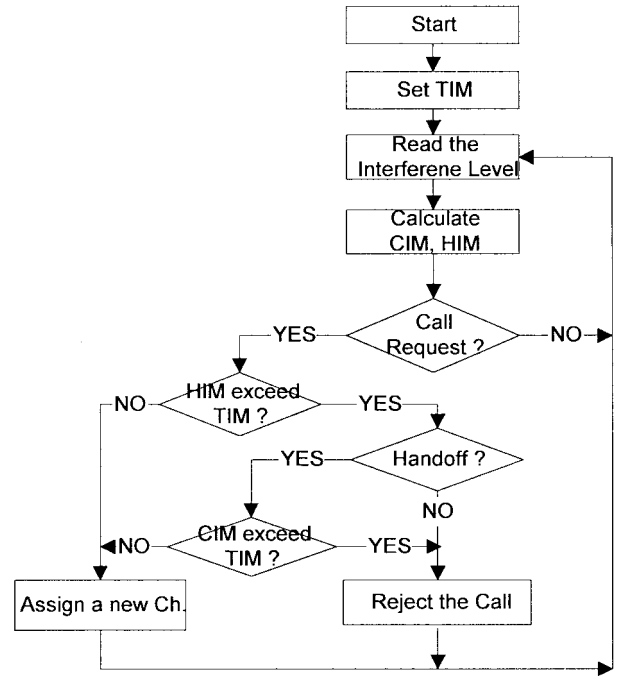 Start
Set TIM
Read the
Interferene Level
Calculate
CIM, HIM
Call
Request ?
YES
NO
HIM exceed
TIM ?
NO
YES
Handoff ?
YES
NO
CIM exceed
TIM ?
NO
YES
Assign a new Ch.
Reject the Call